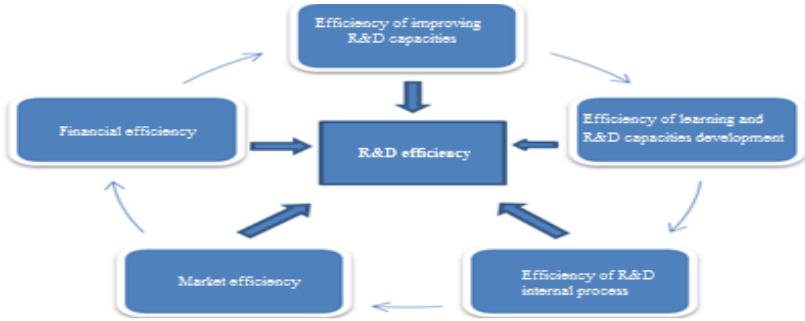 Efficiency of improving
R&D capacities
Financial efficiency
Efficiency of learning and
R&D capacities development
R&D efficiency
Market efficiency
Efficiency of R&D
internal process